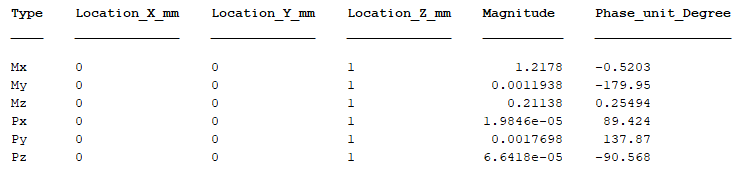 Type Location_X_mm Location_Y_mm Location_Z_mm Magnitude Phase_unit_Degree
Mx 0 0 1 1.2178 -0.5203
My 0 0 1 0.0011938 -179.95
Mz 0 0 1 0.21138 0.25494
Px 0 0 1 1.9846e-05 89.424
Py 0 0 1 0.0017698 137.87
Pz 0 0 1 6.6418e-05 -90.568